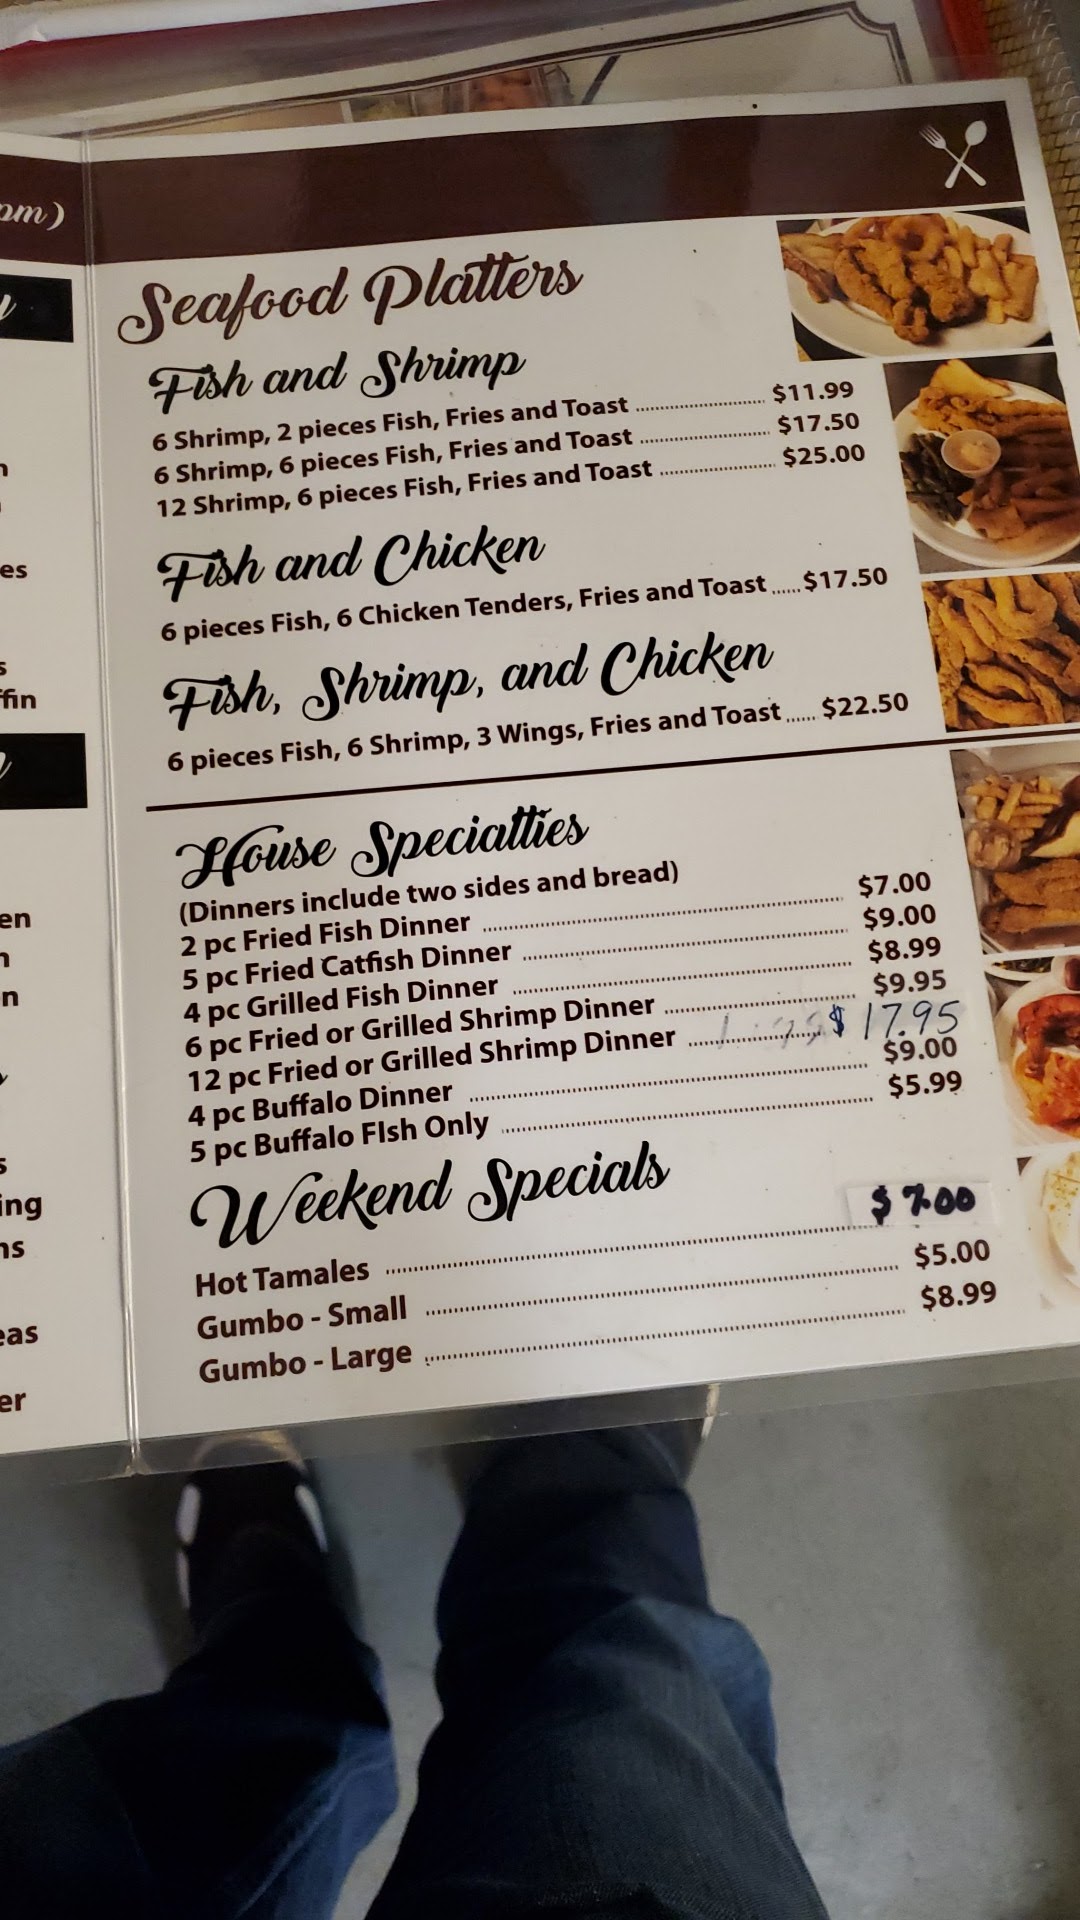 pm)
Seafood Platters
Fish and Shrimp
6 Shrimp, 2 pieces Fish, Fries and Toast ........................ $11.99
6 Shrimp, 6 pieces Fish, Fries and Toast ........................ $17.50
12 Shrimp, 6 pieces Fish, Fries and Toast ..................... $25.00
Fish and Chicken
6 pieces Fish, 6 Chicken Tenders, Fries and Toast ......$17.50
Fish, Shrimp, and Chicken
6 pieces Fish, 6 Shrimp, 3 Wings, Fries and Toast ...... $22.50
House Specialties
(Dinners include two sides and bread)
2 pc Fried Fish Dinner ........................ $7.00
5 pc Fried Catfish Dinner ........................ $9.00
4 pc Grilled Fish Dinner ........................ $8.99
6 pc Fried or Grilled Shrimp Dinner ........................ $9.95
12 pc Fried or Grilled Shrimp Dinner ........................ $17.95
4 pc Buffalo Dinner ........................ $9.00
5 pc Buffalo FIsh Only ........................ $5.99
Weekend Specials
Hot Tamales ........................ $7.00
Gumbo - Small ........................ $5.00
Gumbo - Large ........................ $8.99
es
ffin
en
n
ing
eas
er